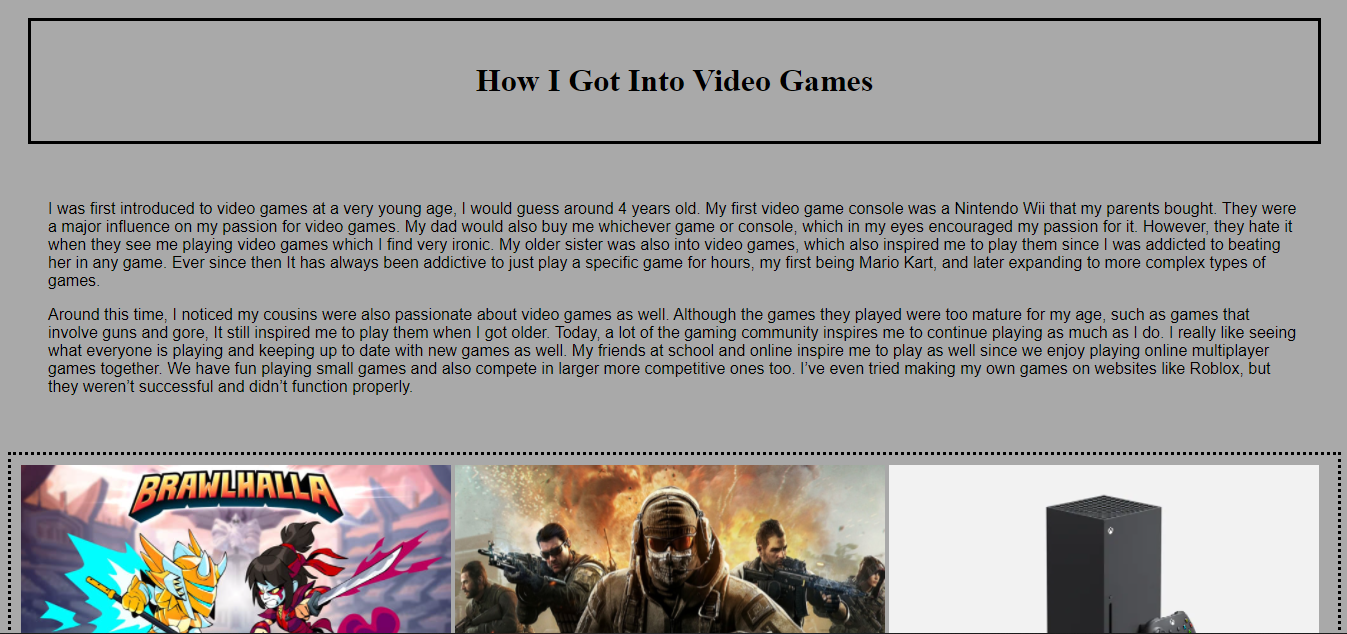 How I Got Into Video Games
I was first introduced to video games at a very young age, I would guess around 4 years old. My first video game console was a Nintendo Wii that my parents bought. They were
a major influence on my passion for video games. My dad would also buy me whichever game or console, which in my eyes encouraged my passion for it. However, they hate it
when they see me playing video games which I find very ironic. My older sister was also into video games, which also inspired me to play them since I was addicted to beating
her in any game. Ever since then It has always been addictive to just play a specific game for hours, my first being Mario Kart, and later expanding to more complex types of
games.
Around this time, I noticed my cousins were also passionate about video games as well. Although the games they played were too mature for my age, such as games that
involve guns and gore, It still inspired me to play them when I got older. Today, a lot of the gaming community inspires me to continue playing as much as I do. I really like seeing
what everyone is playing and keeping up to date with new games as well. My friends at school and online inspire me to play as well since we enjoy playing online multiplayer
games together. We have fun playing small games and also compete in larger more competitive ones too. I’ve even tried making my own games on websites like Roblox, but
they weren’t successful and didn’t function properly.
BRAWLHALLA